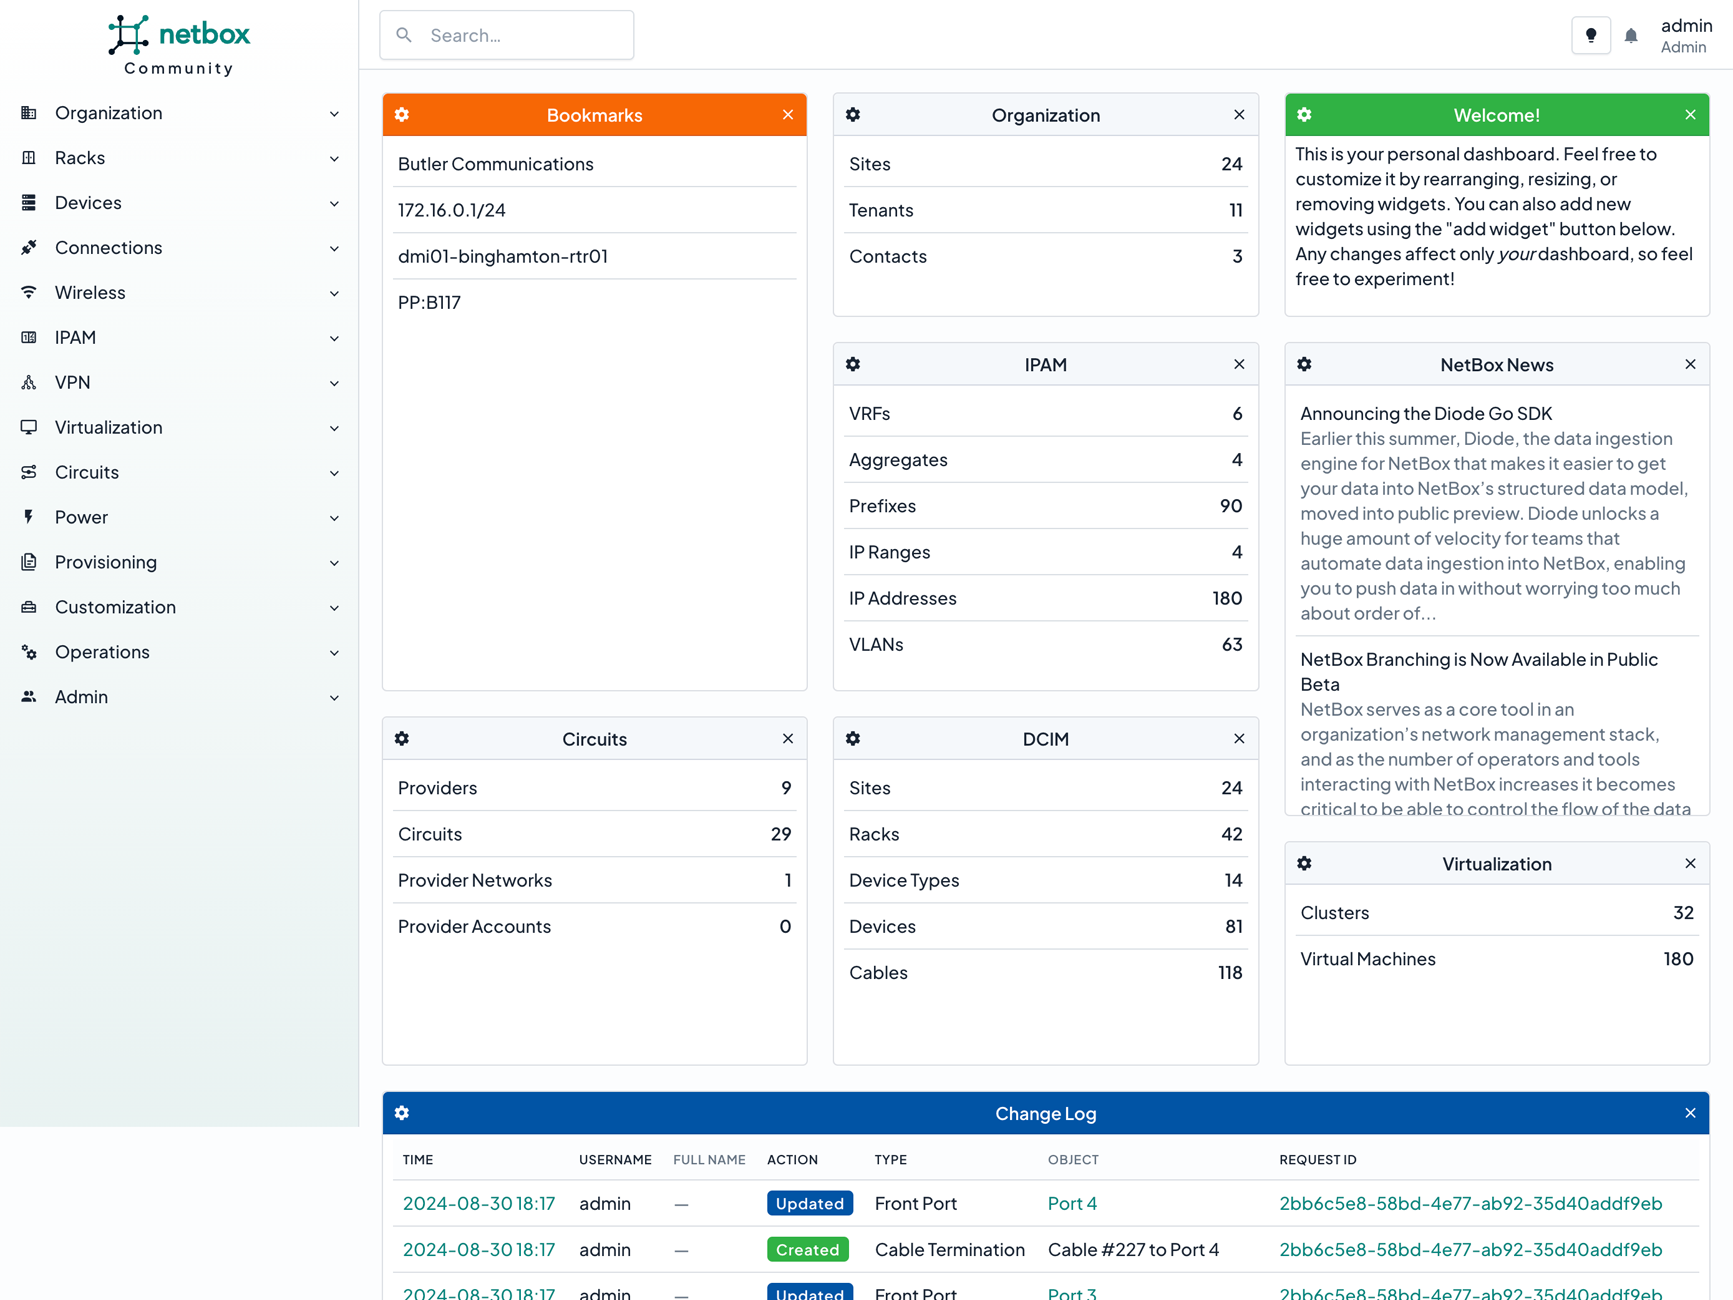 netbox
Community
Search...
admin
Admin
Organization
Racks
Devices
Connections
Wireless
IPAM
VPN
Virtualization
Circuits
Power
Provisioning
Customization
Operations
Admin
Bookmarks
Butler Communications
172.16.0.1/24
dmi01-binghamton-rtr01
PP:B117
Organization
Sites 24
Tenants 11
Contacts 3
Welcome!
This is your personal dashboard. Feel free to
customize it by rearranging, resizing, or
removing widgets. You can also add new
widgets using the "add widget" button below.
Any changes affect only your dashboard, so feel
free to experiment!
IPAM
VRFs 6
Aggregates 4
Prefixes 90
IP Ranges 4
IP Addresses 180
VLANs 63
NetBox News
Announcing the Diode Go SDK
Earlier this summer, Diode, the data ingestion
engine for NetBox that makes it easier to get
your data into NetBox’s structured data model,
moved into public preview. Diode unlocks a
huge amount of velocity for teams that
automate data ingestion into NetBox, enabling
you to push data in without worrying too much
about order of...
NetBox Branching is Now Available in Public
Beta
NetBox serves as a core tool in an
organization’s network management stack,
and as the number of operators and tools
interacting with NetBox increases it becomes
critical to be able to control the flow of the data
Circuits
Providers 9
Circuits 29
Provider Networks 1
Provider Accounts 0
DCIM
Sites 24
Racks 42
Device Types 14
Devices 81
Cables 118
Virtualization
Clusters 32
Virtual Machines 180
Change Log
TIME USERNAME FULL NAME ACTION TYPE OBJECT REQUEST ID
2024-08-30 18:17 admin — Updated Front Port Port 4 2bb6c5e8-58bd-4e77-ab92-35d40addf9eb
2024-08-30 18:17 admin — Created Cable Termination Cable #227 to Port 4 2bb6c5e8-58bd-4e77-ab92-35d40addf9eb
2024-08-30 18:17 admin — Updated Front Port Port 3 2bb6c5e8-58bd-4e77-ab92-35d40addf9eb